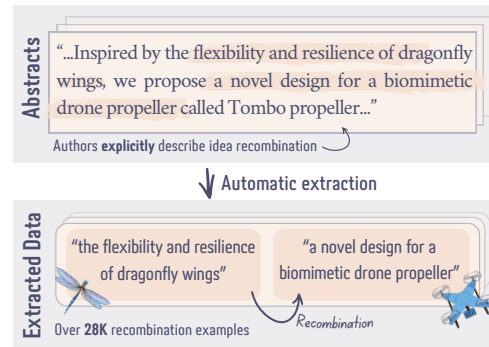 Abstracts
“...Inspired by the flexibility and resilience of dragonfly
wings, we propose a novel design for a biomimetic
drone propeller called Tombo propeller...”
Authors explicitly describe idea recombination
Automatic extraction
Extracted Data
“the flexibility and resilience
of dragonfly wings”
“a novel design for a
biomimetic drone propeller”
Recombination
Over 28K recombination examples